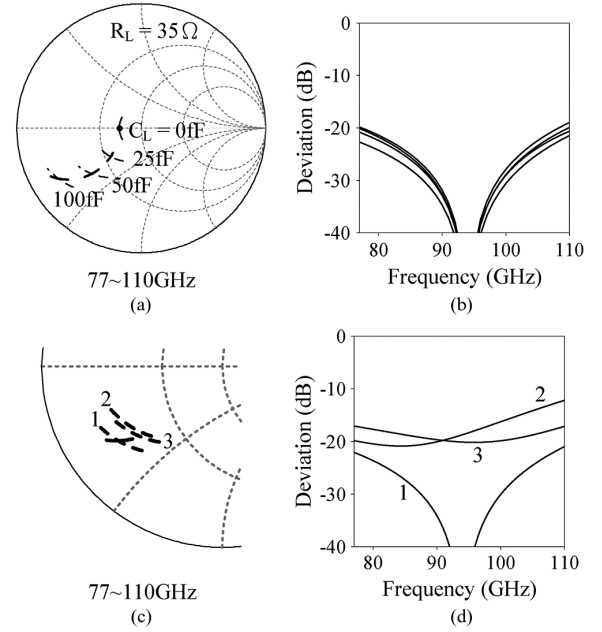 R_L = 35Ω
C_L = 0fF
25fF
50fF
100fF
77~110GHz
(a)
0
-10
-20
-30
-40
Deviation (dB)
80 90 100 110
Frequency (GHz)
(b)
2
1
3
77~110GHz
(c)
0
-10
-20
-30
-40
Deviation (dB)
2
3
1
80 90 100 110
Frequency (GHz)
(d)